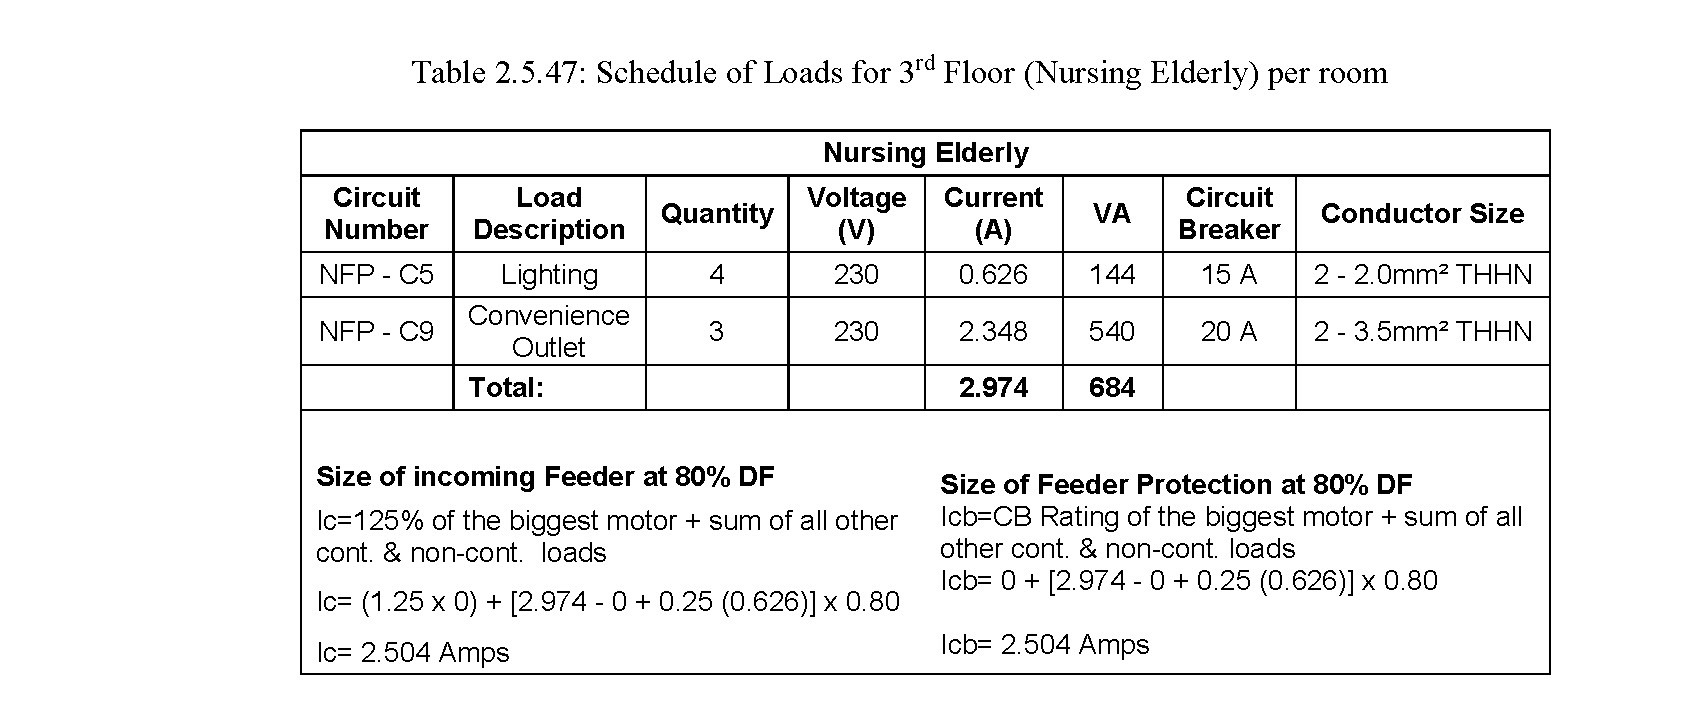 Table 2.5.47: Schedule of Loads for 3rd Floor (Nursing Elderly) per room
Nursing Elderly
Circuit Number Load Description Quantity Voltage (V) Current (A) VA Circuit Breaker Conductor Size
NFP - C5 Lighting 4 230 0.626 144 15 A 2 - 2.0mm² THHN
NFP - C9 Convenience Outlet 3 230 2.348 540 20 A 2 - 3.5mm² THHN
Total: 2.974 684
Size of incoming Feeder at 80% DF
Ic=125% of the biggest motor + sum of all other
cont. & non-cont.  loads
Ic= (1.25 x 0) + [2.974 - 0 + 0.25 (0.626)] x 0.80
Ic= 2.504 Amps
Size of Feeder Protection at 80% DF
Icb=CB Rating of the biggest motor + sum of all
other cont. & non-cont. loads
Icb= 0 + [2.974 - 0 + 0.25 (0.626)] x 0.80
Icb= 2.504 Amps